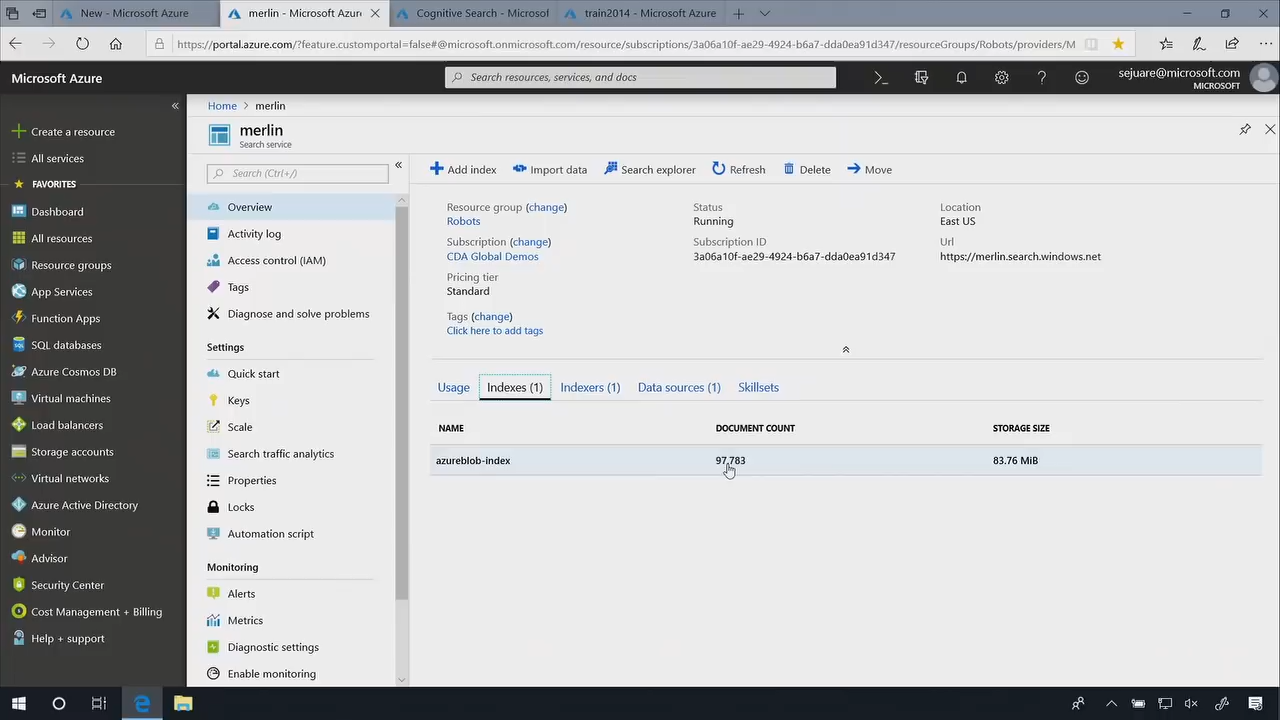 New - Microsoft Azure
merlin - Microsoft Azure
Cognitive Search - Microsof
train2014 - Microsoft Azure
https://portal.azure.com/?feature.customportal=false#@microsoft.onmicrosoft.com/resource/subscriptions/3a06a10f-ae29-4924-b6a7-dda0ea91d347/resourceGroups/Robots/providers/M
Microsoft Azure
Search resources, services, and docs
sejuare@microsoft.com
MICROSOFT
Create a resource
All services
FAVORITES
Dashboard
All resources
Resource groups
App Services
Function Apps
SQL databases
Azure Cosmos DB
Virtual machines
Load balancers
Storage accounts
Virtual networks
Azure Active Directory
Monitor
Advisor
Security Center
Cost Management + Billing
Help + support
Home > merlin
merlin
Search service
Search (Ctrl+/)
Overview
Activity log
Access control (IAM)
Tags
Diagnose and solve problems
Settings
Quick start
Keys
Scale
Search traffic analytics
Properties
Locks
Automation script
Monitoring
Alerts
Metrics
Diagnostic settings
Enable monitoring
Add index Import data Search explorer Refresh Delete Move
Resource group (change)
Robots
Subscription (change)
CDA Global Demos
Pricing tier
Standard
Tags (change)
Click here to add tags
Status
Running
Subscription ID
3a06a10f-ae29-4924-b6a7-dda0ea91d347
Location
East US
Url
https://merlin.search.windows.net
Usage Indexes (1) Indexers (1) Data sources (1) Skillsets
NAME DOCUMENT COUNT STORAGE SIZE
azureblob-index 97,783 83.76 MiB